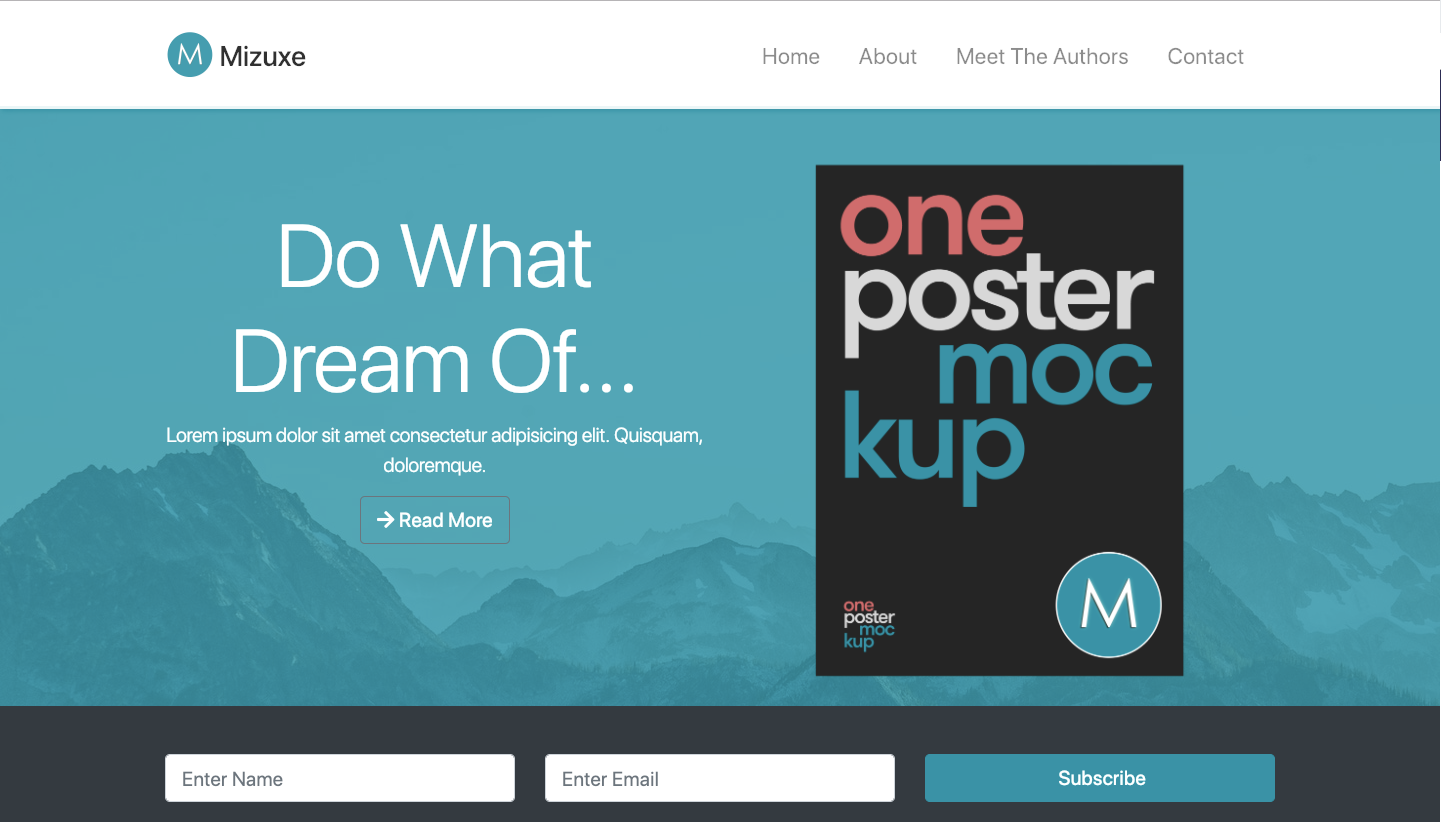 M Mizuxe
Home About Meet The Authors Contact
Do What
Dream Of...
Lorem ipsum dolor sit amet consectetur adipisicing elit. Quisquam,
doloremque.
Read More
one
poster
moc
kup
one
poster
moc
kup
M
Enter Name
Enter Email
Subscribe